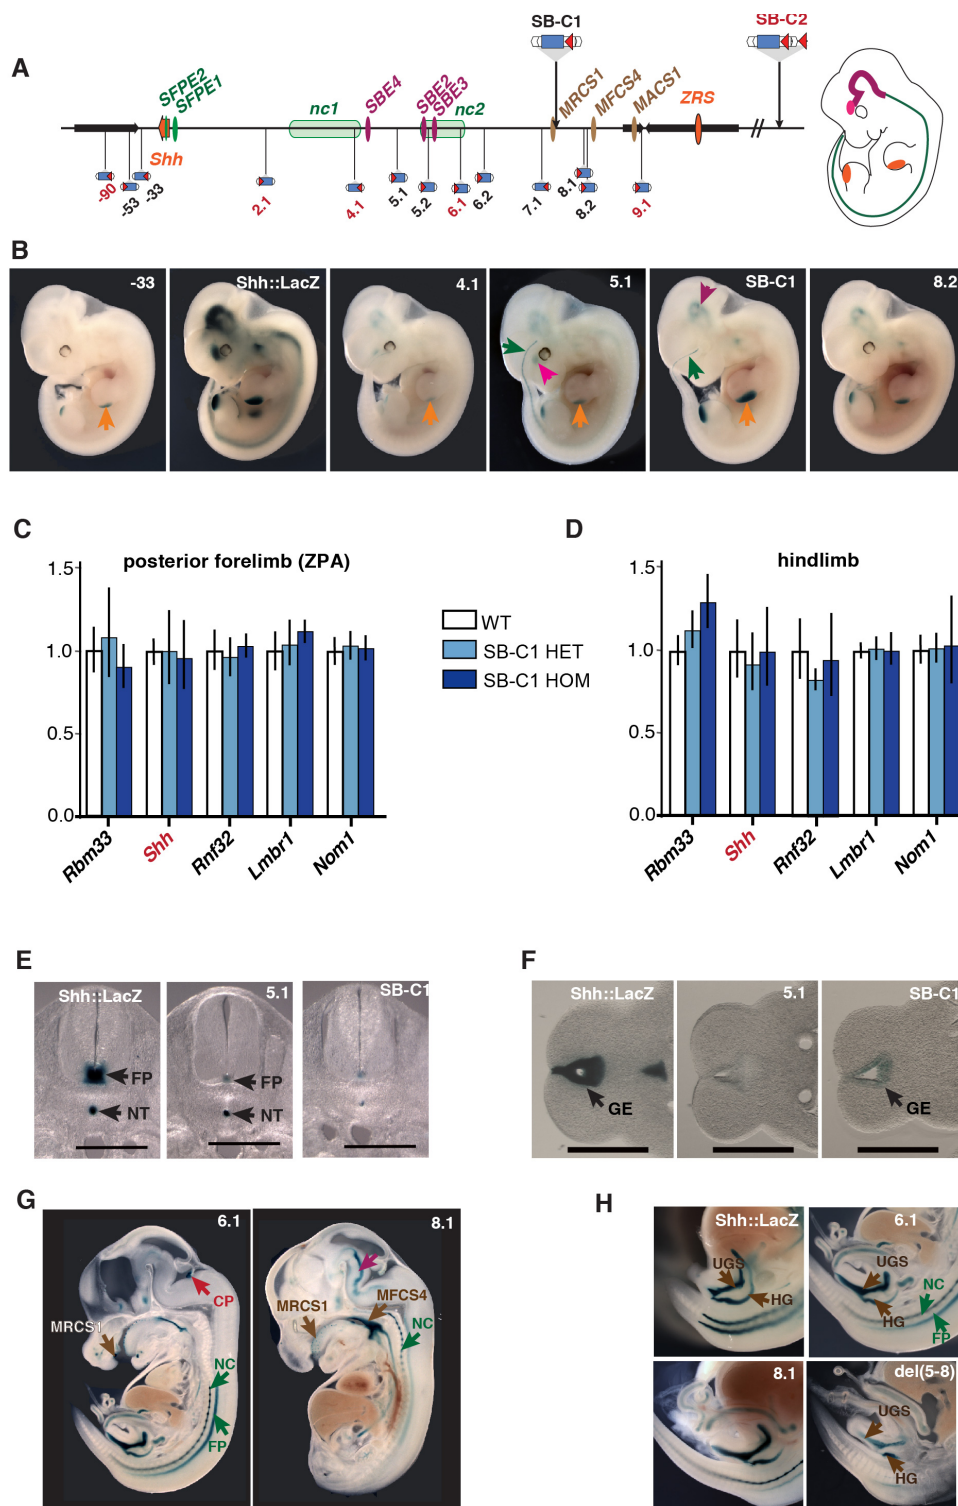 A
SB-C1
SB-C2
SFPE2
SFPE1
nc1
SBE4
SBE2
SBE3
nc2
MRCS1
MFCS4
MACS1
ZRS
Shh
-90
-53
-33
2.1
4.1
5.1
5.2
6.1
6.2
7.1
8.1
8.2
9.1
B
-33
Shh::LacZ
4.1
5.1
SB-C1
8.2
C
posterior forelimb (ZPA)
1.5
1.0
0.5
0.0
Rbm33
Shh
Rnf32
Lmbr1
Nom1
WT
SB-C1 HET
SB-C1 HOM
D
hindlimb
1.5
1.0
0.5
0.0
Rbm33
Shh
Rnf32
Lmbr1
Nom1
E
Shh::LacZ
5.1
SB-C1
FP
NT
FP
NT
F
Shh::LacZ
5.1
SB-C1
GE
GE
G
6.1
CP
MRCS1
NC
FP
8.1
MRCS1
MFCS4
NC
H
Shh::LacZ
UGS
HG
6.1
UGS
NC
HG
FP
8.1
del(5-8)
UGS
HG